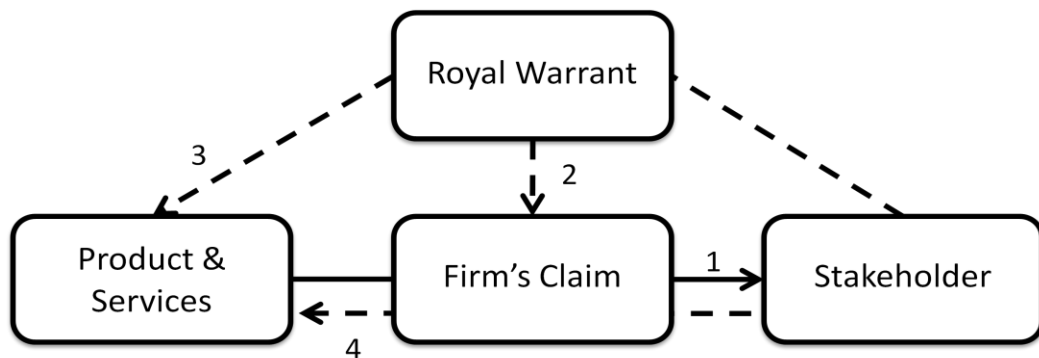 Royal Warrant
3
2
Product &
Services
Firm’s Claim
1
Stakeholder
4